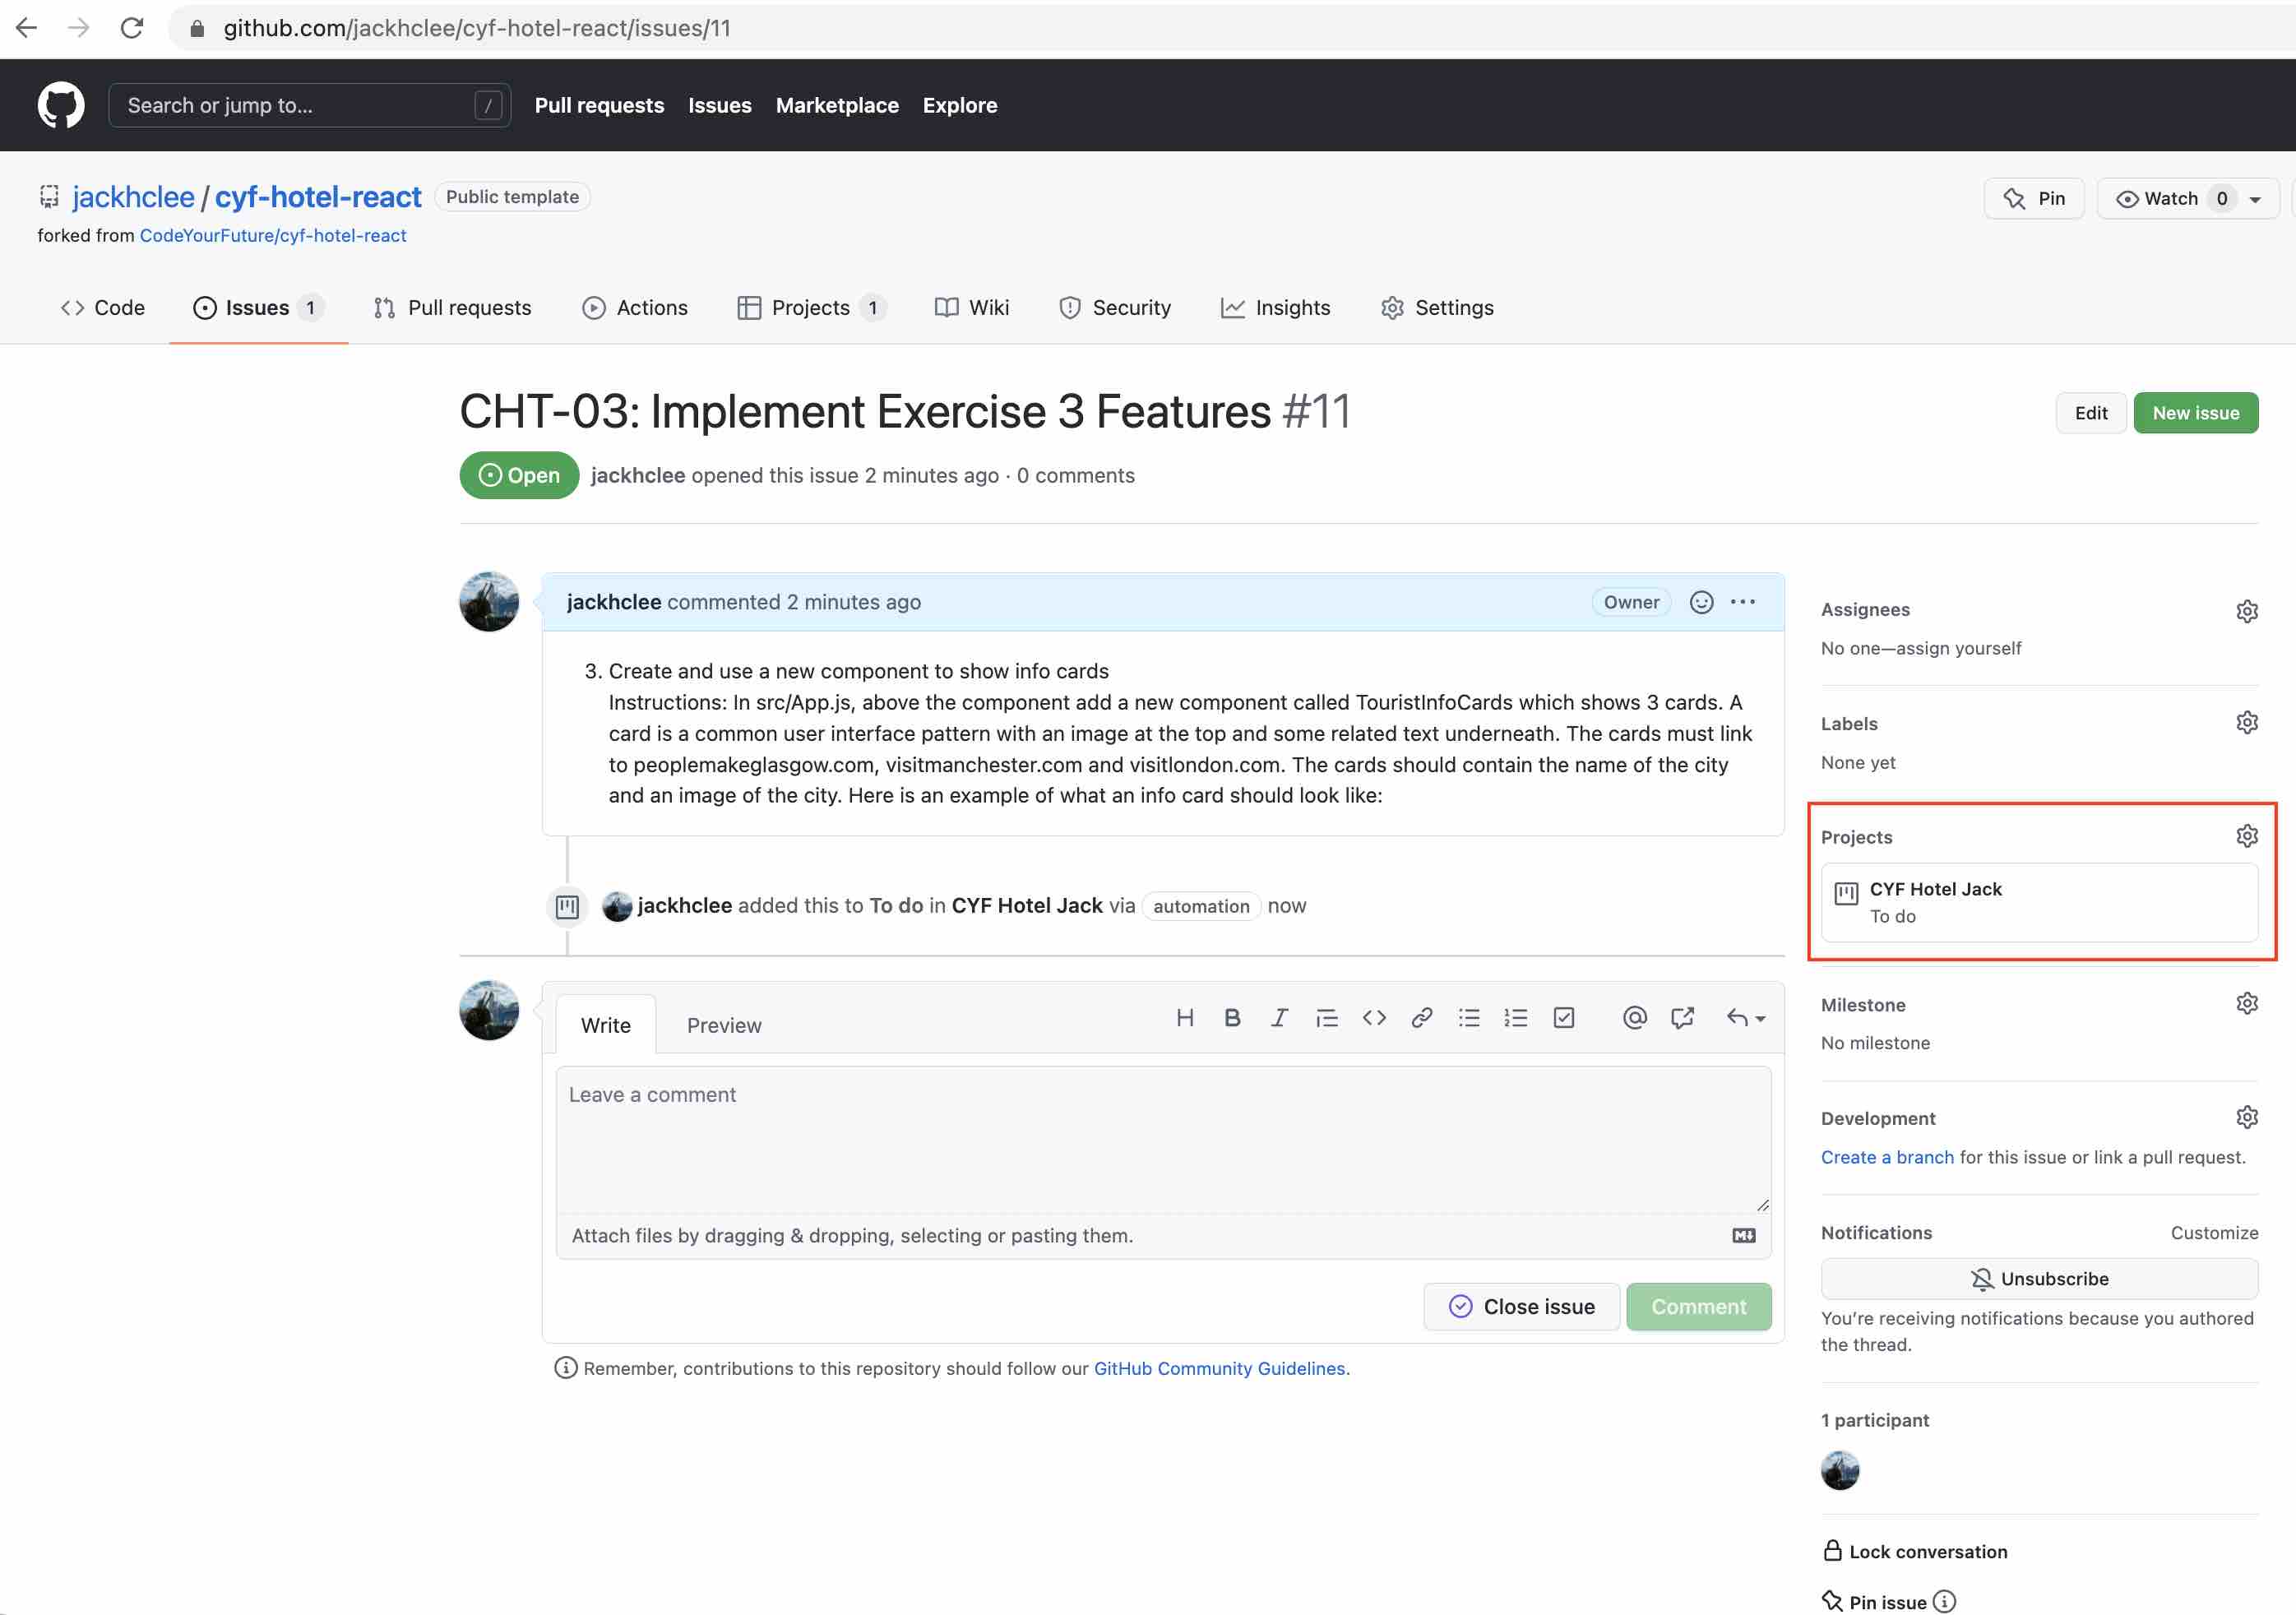 github.com/jackhclee/cyf-hotel-react/issues/11
Search or jump to... /
Pull requests Issues Marketplace Explore
jackhclee / cyf-hotel-react Public template
Pin Watch 0
forked from CodeYourFuture/cyf-hotel-react
Code Issues 1 Pull requests Actions Projects 1 Wiki Security Insights Settings
CHT-03: Implement Exercise 3 Features #11
Edit New issue
Open jackhclee opened this issue 2 minutes ago · 0 comments
jackhclee commented 2 minutes ago Owner
3. Create and use a new component to show info cards
Instructions: In src/App.js, above the component add a new component called TouristInfoCards which shows 3 cards. A
card is a common user interface pattern with an image at the top and some related text underneath. The cards must link
to peoplemakeglasgow.com, visitmanchester.com and visitlondon.com. The cards should contain the name of the city
and an image of the city. Here is an example of what an info card should look like:
jackhclee added this to To do in CYF Hotel Jack via automation now
Write Preview
H B I @
Leave a comment
Attach files by dragging & dropping, selecting or pasting them.
Close issue Comment
Remember, contributions to this repository should follow our GitHub Community Guidelines.
Assignees
No one—assign yourself
Labels
None yet
Projects
CYF Hotel Jack
To do
Milestone
No milestone
Development
Create a branch for this issue or link a pull request.
Notifications Customize
Unsubscribe
You're receiving notifications because you authored
the thread.
1 participant
Lock conversation
Pin issue